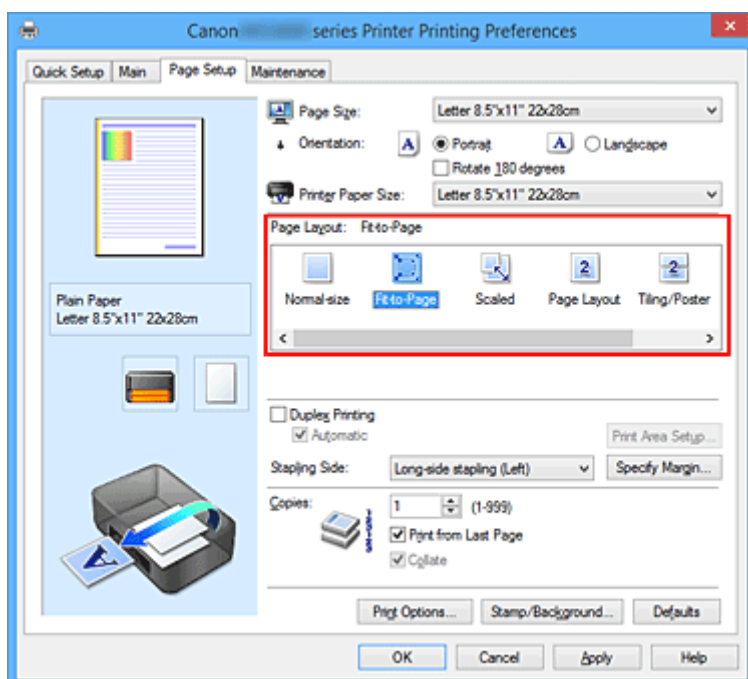 Canon series Printer Printing Preferences
Quick Setup Main Page Setup Maintenance
Page Size: Letter 8.5"x11" 22x28cm
Orientation: A Portrait A Landscape
Rotate 180 degrees
Printer Paper Size: Letter 8.5"x11" 22x28cm
Page Layout: Fit-to-Page
2 2
Normal-size Fit-to-Page Scaled Page Layout Tiling/Poster
Plain Paper
Letter 8.5"x11" 22x28cm
Duplex Printing
Automatic
Print Area Setup...
Stapling Side: Long-side stapling (Left) Specify Margin...
Copies: 1 (1-999)
Print from Last Page
Collate
A
Print Options... Stamp/Background... Defaults
OK Cancel Apply Help